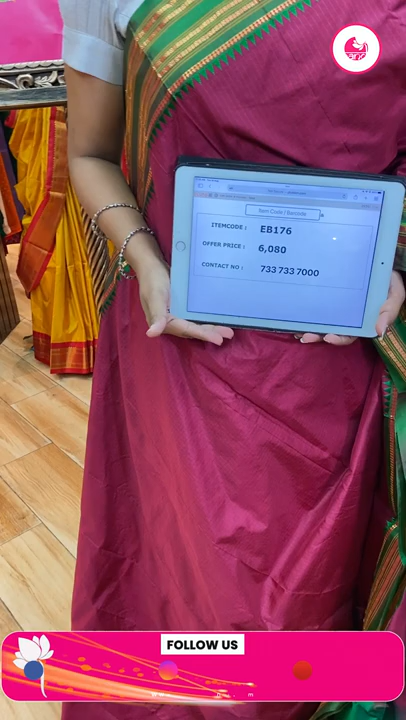 Item Code / Barcode
ITEMCODE : EB176
OFFER PRICE : 6,080
CONTACT NO : 733 733 7000
FOLLOW US